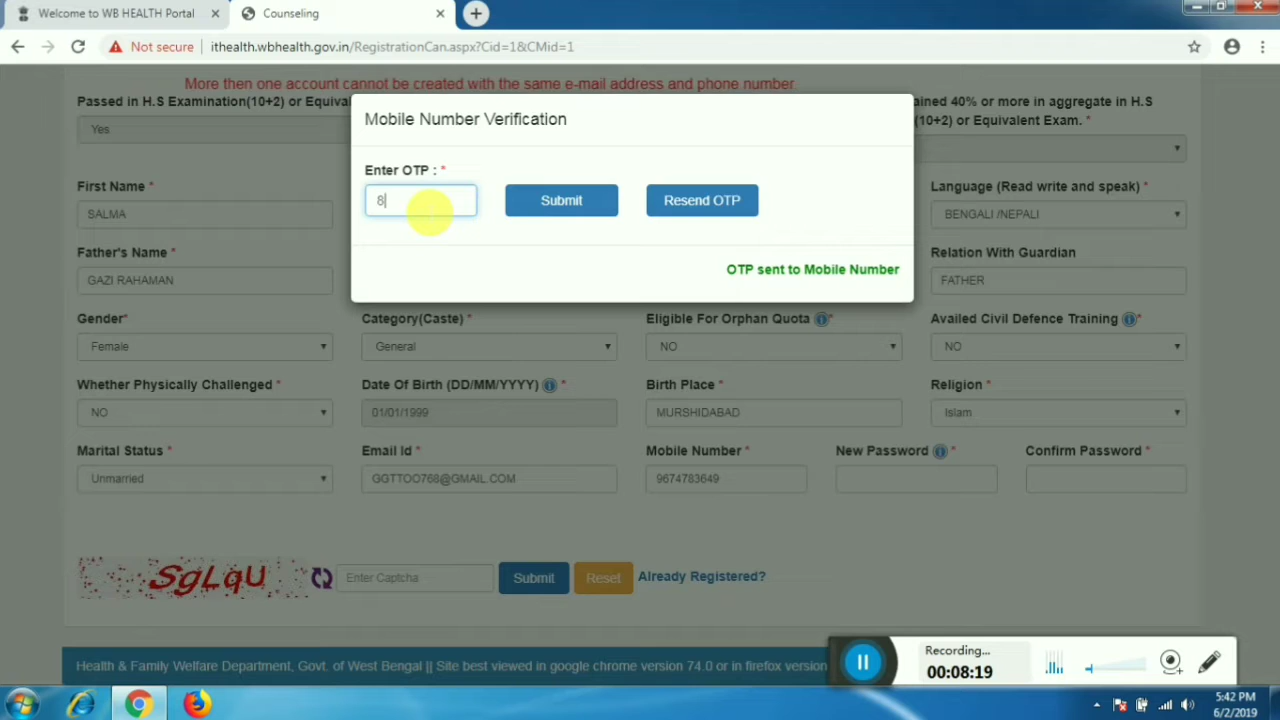 Welcome to WB HEALTH Portal
Counseling
Not secure
ithealth.wbhealth.gov.in/RegistrationCan.aspx?Cid=1&CMid=1
More then one account cannot be created with the same e-mail address and phone number
Passed in H.S Examination(10+2) or Equiva
ained 40% or more in aggregate in H.S
(10+2) or Equivalent Exam. *
Yes
Mobile Number Verification
Enter OTP : *
8
Submit
Resend OTP
OTP sent to Mobile Number
First Name *
Language (Read write and speak) *
SALMA
BENGALI /NEPALI
Father's Name *
Relation With Guardian
GAZI RAHAMAN
FATHER
Gender*
Category(Caste) *
Eligible For Orphan Quota *
Availed Civil Defence Training *
Female
General
NO
NO
Whether Physically Challenged *
Date Of Birth (DD/MM/YYYY) *
Birth Place *
Religion *
NO
01/01/1999
MURSHIDABAD
Islam
Marital Status *
Email Id *
Mobile Number *
New Password *
Confirm Password *
Unmarried
GGTTOO768@GMAIL.COM
9674783649
SgLqU
Enter Captcha
Submit
Reset
Already Registered?
Health & Family Welfare Department, Govt. of West Bengal || Site best viewed in google chrome version 74.0 or in firefox version
Recording...
00:08:19
5:42 PM
6/2/2019